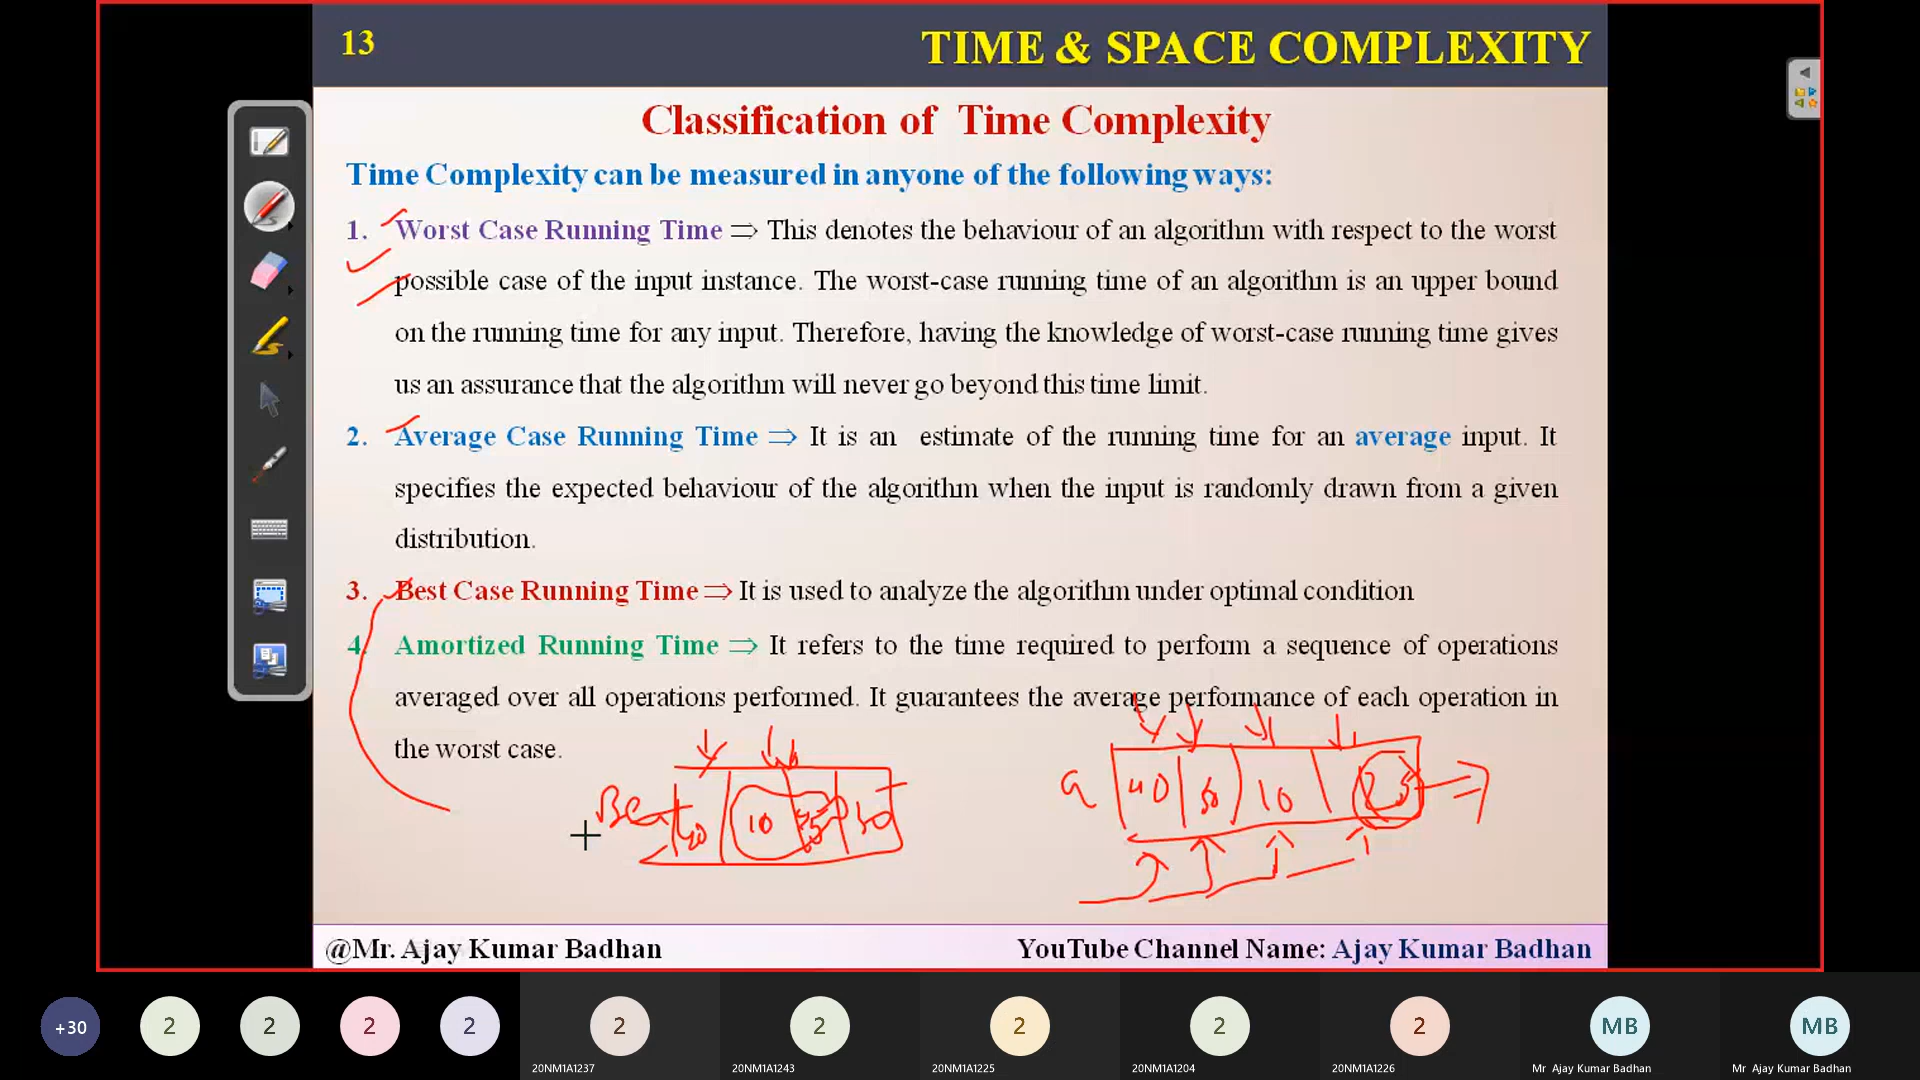 13
TIME & SPACE COMPLEXITY
Classification of Time Complexity
Time Complexity can be measured in anyone of the following ways:
1. Worst Case Running Time ⇒ This denotes the behaviour of an algorithm with respect to the worst
possible case of the input instance. The worst-case running time of an algorithm is an upper bound
on the running time for any input. Therefore, having the knowledge of worst-case running time gives
us an assurance that the algorithm will never go beyond this time limit.
2. Average Case Running Time ⇒ It is an estimate of the running time for an average input. It
specifies the expected behaviour of the algorithm when the input is randomly drawn from a given
distribution.
3. Best Case Running Time ⇒ It is used to analyze the algorithm under optimal condition
4. Amortized Running Time ⇒ It refers to the time required to perform a sequence of operations
averaged over all operations performed. It guarantees the average performance of each operation in
the worst case.
a 40 50 10 25
Best 10
@Mr. Ajay Kumar Badhan
YouTube Channel Name: Ajay Kumar Badhan
+30 2 2 2 2 2 2 2 2 2 MB MB
20NM1A1237 20NM1A1243 20NM1A1225 20NM1A1204 20NM1A1226 Mr Ajay Kumar Badhan Mr Ajay Kumar Badhan